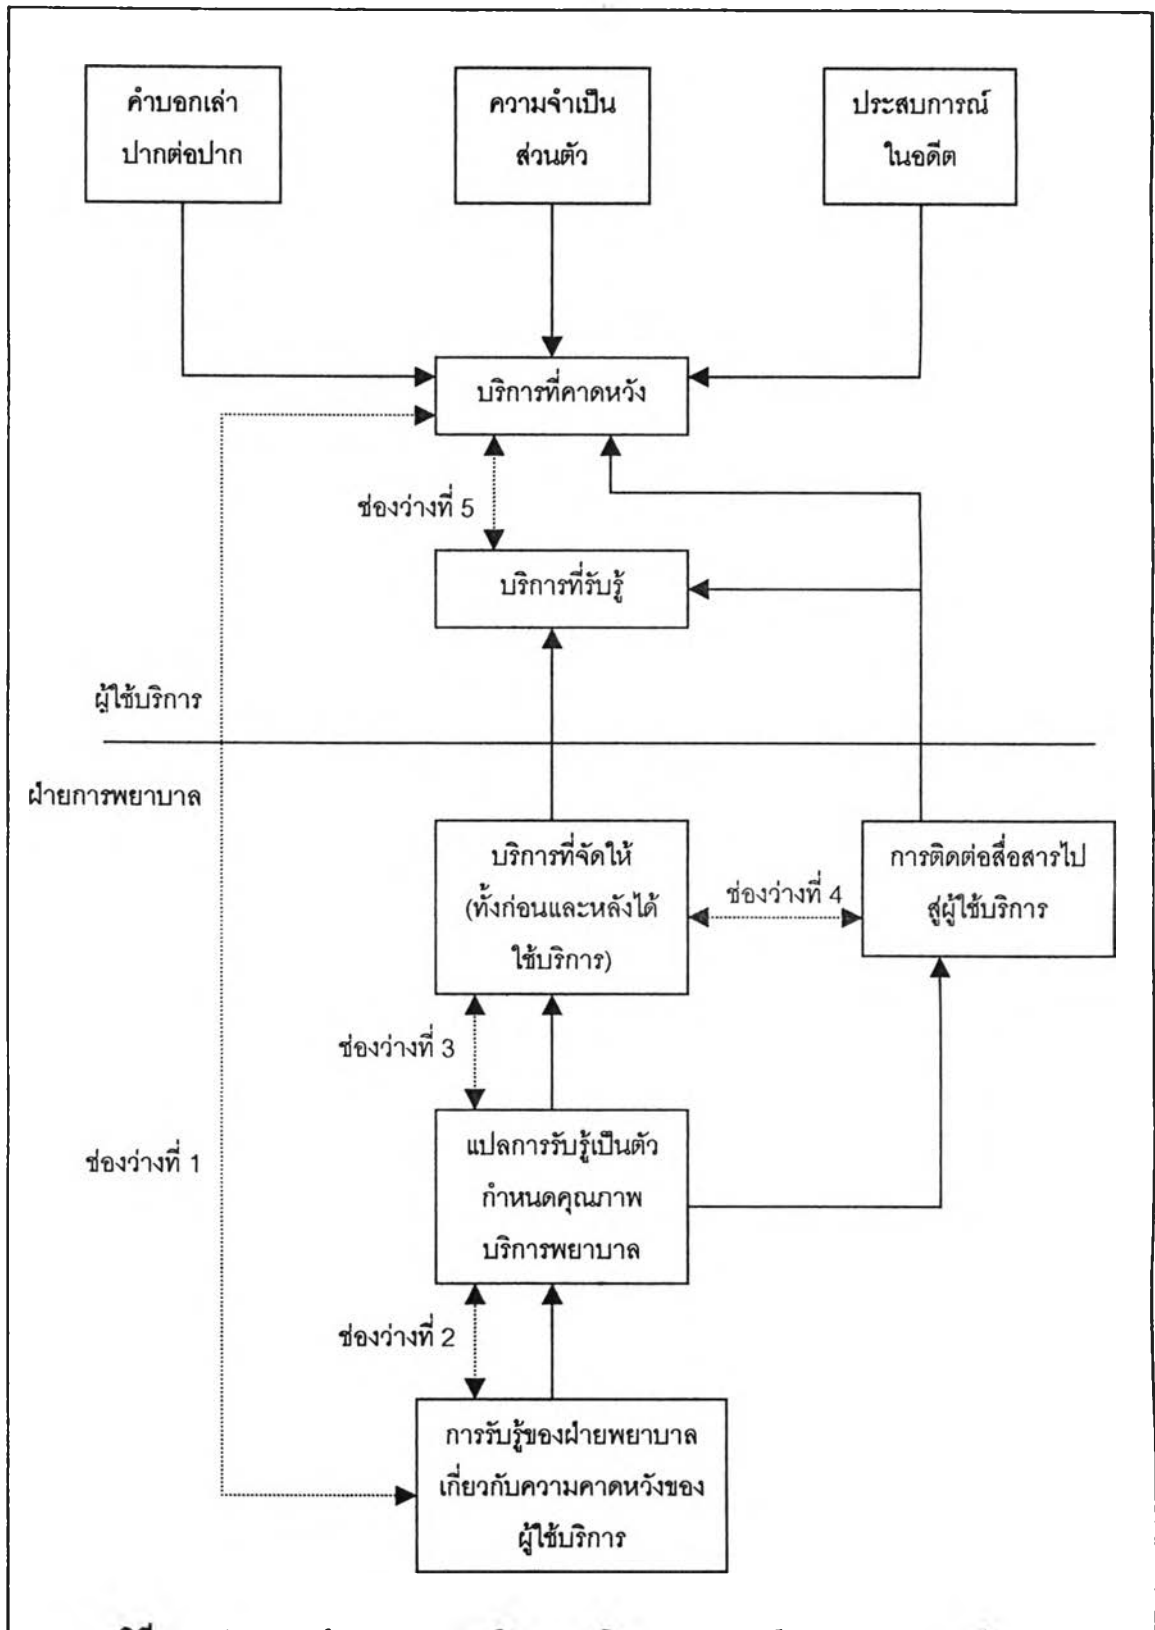 คำบอกเล่า
ปากต่อปาก
ความจำเป็น
ส่วนตัว
ประสบการณ์
ในอดีต
บริการที่คาดหวัง
ช่องว่างที่ 5
บริการที่รับรู้
ผู้ใช้บริการ
ฝ่ายการพยาบาล
บริการที่จัดให้
(ทั้งก่อนและหลังได้
ใช้บริการ)
ช่องว่างที่ 4
การติดต่อสื่อสารไป
สู่ผู้ใช้บริการ
ช่องว่างที่ 3
แปลการรับรู้เป็นตัว
กำหนดคุณภาพ
บริการพยาบาล
ช่องว่างที่ 1
ช่องว่างที่ 2
การรับรู้ของฝ่ายพยาบาล
เกี่ยวกับความคาดหวังของ
ผู้ใช้บริการ